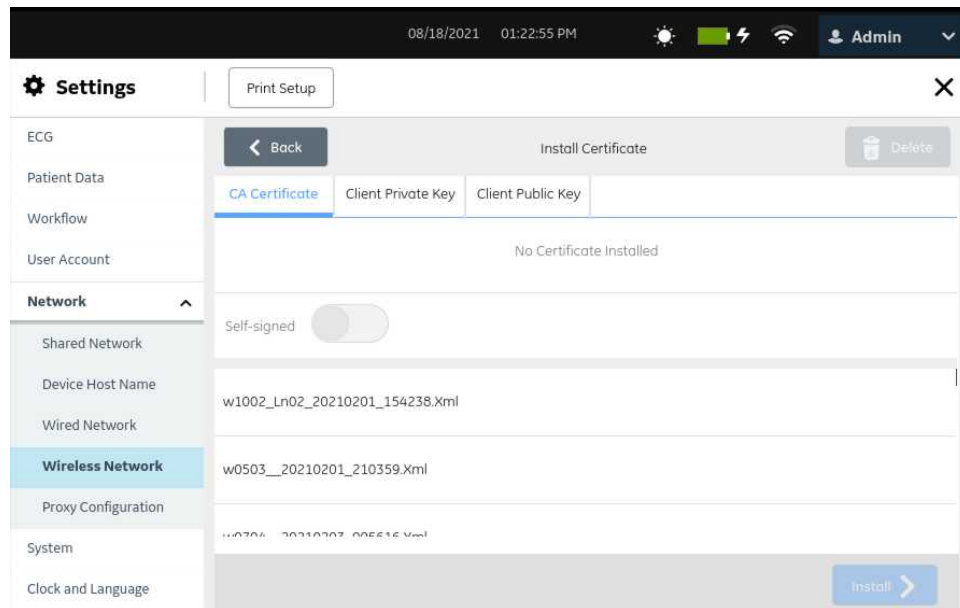 08/18/2021 01:22:55 PM Admin
Settings Print Setup
ECG
Patient Data
Workflow
User Account
Network
Shared Network
Device Host Name
Wired Network
Wireless Network
Proxy Configuration
System
Clock and Language
Back Install Certificate Delete
CA Certificate Client Private Key Client Public Key
No Certificate Installed
Self-signed
w1002_Ln02_20210201_154238.Xml
w0503__20210201_210359.Xml
Install